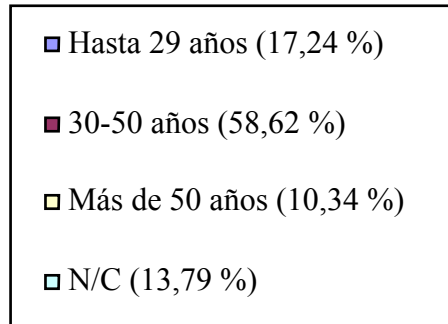 Hasta 29 años (17,24 %)
30-50 años (58,62 %)
Más de 50 años (10,34 %)
N/C (13,79 %)